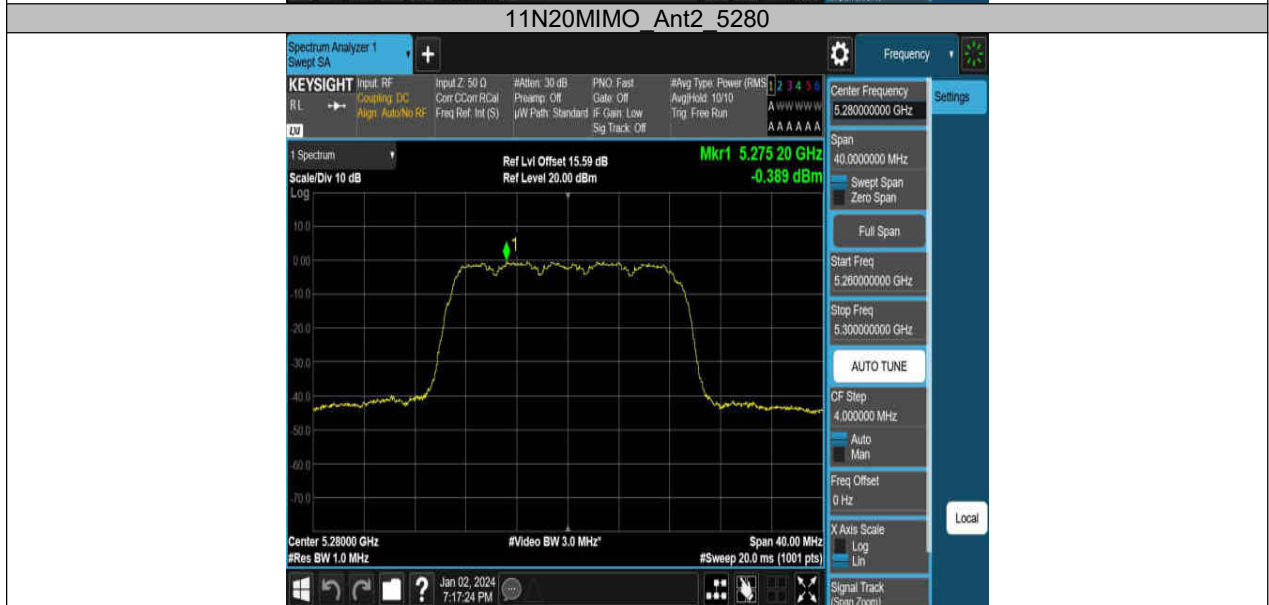 11N20MIMO_Ant2_5280
Spectrum Analyzer 1
Swept SA
+
Frequency
KEYSIGHT
RL
LXI
Input: RF
Coupling: DC
Align: Auto/No RF
Input Z: 50 Ω
Corr CCorr RCal
Freq Ref: Int (S)
#Atten: 30 dB
Preamp: Off
µW Path: Standard
PNO: Fast
Gate: Off
IF Gain: Low
Sig Track: Off
#Avg Type: Power (RMS
Avg|Hold: 10/10
Trig: Free Run
1 2 3 4 5 6
A W W W W W
A A A A A A
Center Frequency
5.280000000 GHz
Settings
Span
40.0000000 MHz
Swept Span
Zero Span
Full Span
Start Freq
5.260000000 GHz
Stop Freq
5.300000000 GHz
AUTO TUNE
CF Step
4.000000 MHz
Auto
Man
Freq Offset
0 Hz
X Axis Scale
Log
Lin
Local
Signal Track
(Span Zoom)
1 Spectrum
Scale/Div 10 dB
Log
Ref Lvl Offset 15.59 dB
Ref Level 20.00 dBm
Mkr1 5.275 20 GHz
-0.389 dBm
1
10.0
0.00
-10.0
-20.0
-30.0
-40.0
-50.0
-60.0
-70.0
Center 5.28000 GHz
#Res BW 1.0 MHz
#Video BW 3.0 MHz*
Span 40.00 MHz
#Sweep 20.0 ms (1001 pts)
?
Jan 02, 2024
7:17:24 PM